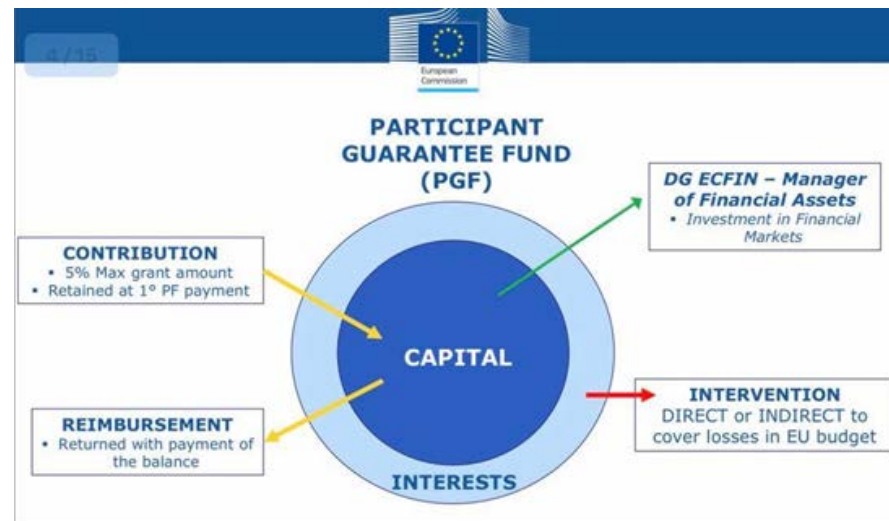 4 / 15
European
Commission
PARTICIPANT
GUARANTEE FUND
(PGF)
DG ECFIN – Manager
of Financial Assets
• Investment in Financial
Markets
CONTRIBUTION
• 5% Max grant amount
• Retained at 1° PF payment
CAPITAL
INTERVENTION
DIRECT or INDIRECT to
cover losses in EU budget
REIMBURSEMENT
• Returned with payment of
the balance
INTERESTS